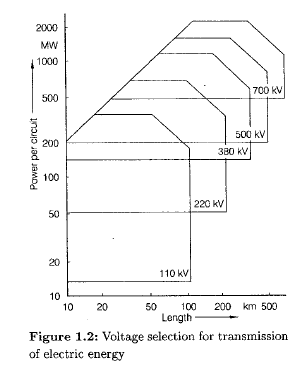 2000
MW
1000
500
200
100
50
20
10
Power per circuit
700 kV
500 kV
380 kV
220 kV
110 kV
10 20 50 100 200 km 500
Length
Figure 1.2: Voltage selection for transmission
of electric energy